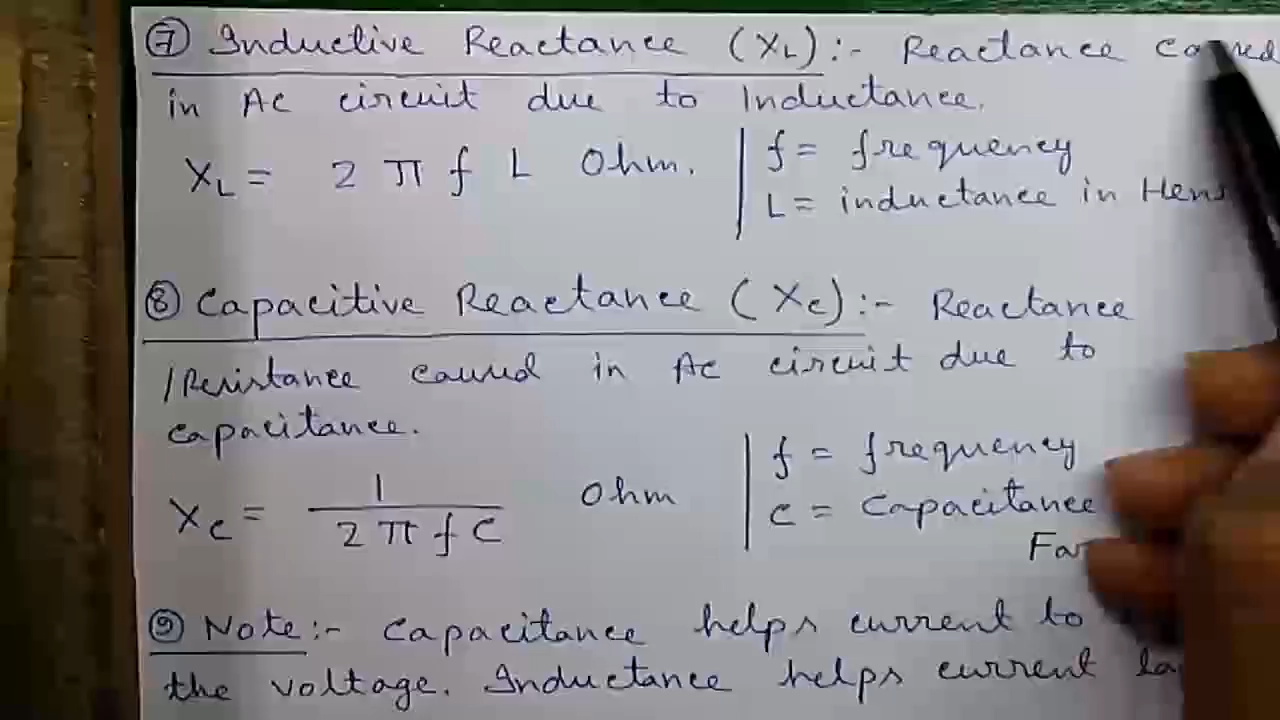 ⑦ Inductive Reactance (XL):- Reactance caused
in AC circuit due to Inductance.
XL = 2 π f L Ohm.
f = frequency
L = inductance in
⑧ Capacitive Reactance (Xc):- Reactance
/Resistance caused in AC circuit due to
capacitance.
Xc = 1 / 2 π f C Ohm
f = frequency
C = Capacitance
⑨ Note:- Capacitance helps current to
the voltage. Inductance helps current